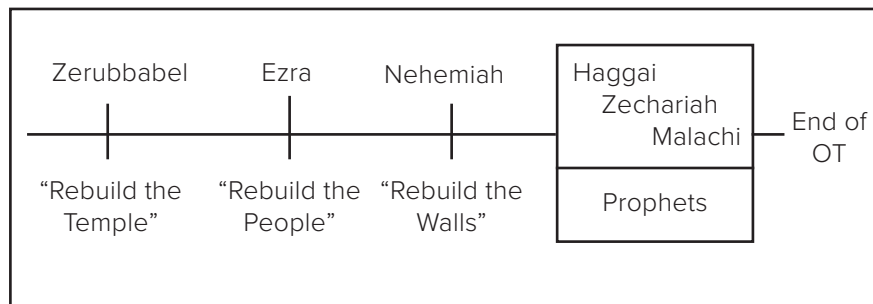 Zerubbabel
Ezra
Nehemiah
Haggai
Zechariah
Malachi
End of
OT
“Rebuild the
Temple”
“Rebuild the
People”
“Rebuild the
Walls”
Prophets